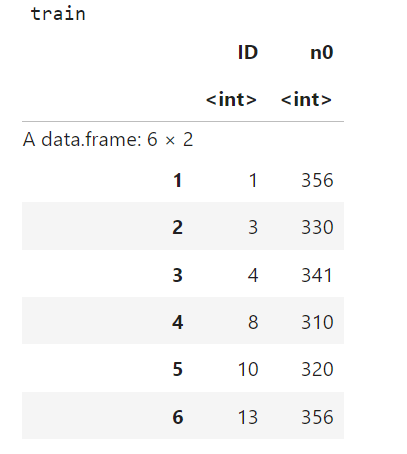 train
ID n0
<int> <int>
A data.frame: 6 × 2
1 1 356
2 3 330
3 4 341
4 8 310
5 10 320
6 13 356